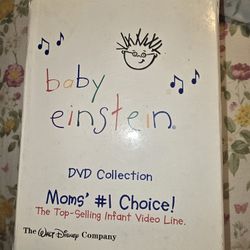 baby
einstein.
DVD Collection
Moms' #1 Choice!
The Top-Selling Infant Video Line.
The WALT DISNEY Company